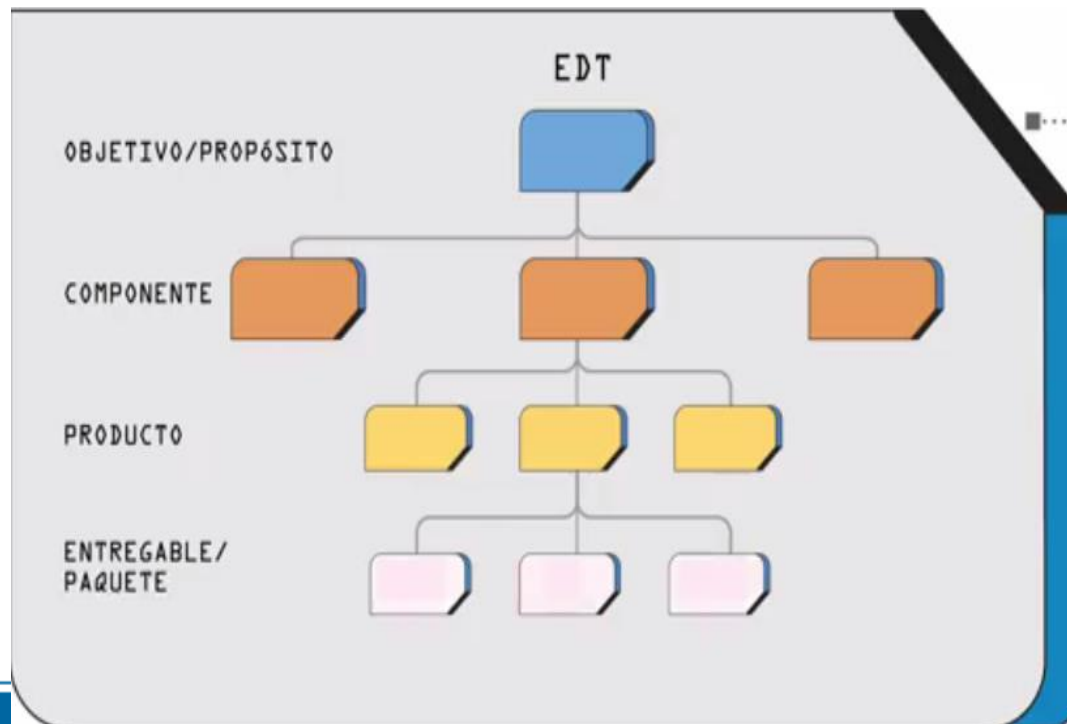 EDT
OBJETIVO/PROPÓSITO
COMPONENTE
PRODUCTO
ENTREGABLE/
PAQUETE